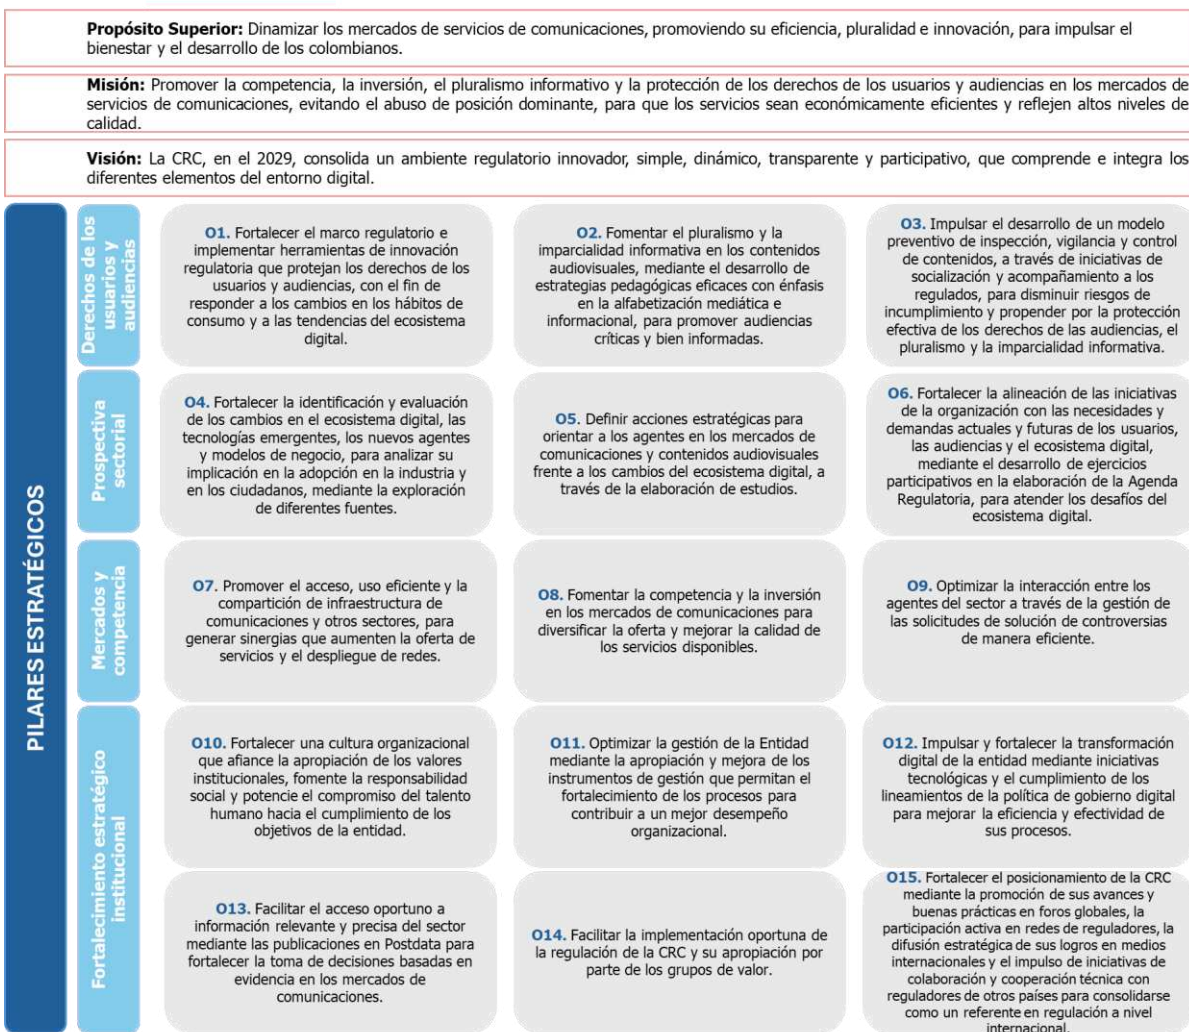 Propósito Superior: Dinamizar los mercados de servicios de comunicaciones, promoviendo su eficiencia, pluralidad e innovación, para impulsar el
bienestar y el desarrollo de los colombianos.
Misión: Promover la competencia, la inversión, el pluralismo informativo y la protección de los derechos de los usuarios y audiencias en los mercados de
servicios de comunicaciones, evitando el abuso de posición dominante, para que los servicios sean económicamente eficientes y reflejen altos niveles de
calidad.
Visión: La CRC, en el 2029, consolida un ambiente regulatorio innovador, simple, dinámico, transparente y participativo, que comprende e integra los
diferentes elementos del entorno digital.
PILARES ESTRATÉGICOS
Derechos de los
usuarios y
audiencias
O1. Fortalecer el marco regulatorio e
implementar herramientas de innovación
regulatoria que protejan los derechos de los
usuarios y audiencias, con el fin de
responder a los cambios en los hábitos de
consumo y a las tendencias del ecosistema
digital.
O2. Fomentar el pluralismo y la
imparcialidad informativa en los contenidos
audiovisuales, mediante el desarrollo de
estrategias pedagógicas eficaces con énfasis
en la alfabetización mediática e
informacional, para promover audiencias
críticas y bien informadas.
O3. Impulsar el desarrollo de un modelo
preventivo de inspección, vigilancia y control
de contenidos, a través de iniciativas de
socialización y acompañamiento a los
regulados, para disminuir riesgos de
incumplimiento y propender por la protección
efectiva de los derechos de las audiencias, el
pluralismo y la imparcialidad informativa.
Prospectiva
sectorial
O4. Fortalecer la identificación y evaluación
de los cambios en el ecosistema digital, las
tecnologías emergentes, los nuevos agentes
y modelos de negocio, para analizar su
implicación en la adopción en la industria y
en los ciudadanos, mediante la exploración
de diferentes fuentes.
O5. Definir acciones estratégicas para
orientar a los agentes en los mercados de
comunicaciones y contenidos audiovisuales
frente a los cambios del ecosistema digital, a
través de la elaboración de estudios.
O6. Fortalecer la alineación de las iniciativas
de la organización con las necesidades y
demandas actuales y futuras de los usuarios,
las audiencias y el ecosistema digital,
mediante el desarrollo de ejercicios
participativos en la elaboración de la Agenda
Regulatoria, para atender los desafíos del
ecosistema digital.
Mercados y
competencia
O7. Promover el acceso, uso eficiente y la
compartición de infraestructura de
comunicaciones y otros sectores, para
generar sinergias que aumenten la oferta de
servicios y el despliegue de redes.
O8. Fomentar la competencia y la inversión
en los mercados de comunicaciones para
diversificar la oferta y mejorar la calidad de
los servicios disponibles.
O9. Optimizar la interacción entre los
agentes del sector a través de la gestión de
las solicitudes de solución de controversias
de manera eficiente.
Fortalecimiento estratégico
institucional
O10. Fortalecer una cultura organizacional
que afiance la apropiación de los valores
institucionales, fomente la responsabilidad
social y potencie el compromiso del talento
humano hacia el cumplimiento de los
objetivos de la entidad.
O11. Optimizar la gestión de la Entidad
mediante la apropiación y mejora de los
instrumentos de gestión que permitan el
fortalecimiento de los procesos para
contribuir a un mejor desempeño
organizacional.
O12. Impulsar y fortalecer la transformación
digital de la entidad mediante iniciativas
tecnológicas y el cumplimiento de los
lineamientos de la política de gobierno digital
para mejorar la eficiencia y efectividad de
sus procesos.
O13. Facilitar el acceso oportuno a
información relevante y precisa del sector
mediante las publicaciones en Postdata para
fortalecer la toma de decisiones basadas en
evidencia en los mercados de
comunicaciones.
O14. Facilitar la implementación oportuna de
la regulación de la CRC y su apropiación por
parte de los grupos de valor.
O15. Fortalecer el posicionamiento de la CRC
mediante la promoción de sus avances y
buenas prácticas en foros globales, la
participación activa en redes de reguladores, la
difusión estratégica de sus logros en medios
internacionales y el impulso de iniciativas de
colaboración y cooperación técnica con
reguladores de otros países para consolidarse
como un referente en regulación a nivel
internacional.